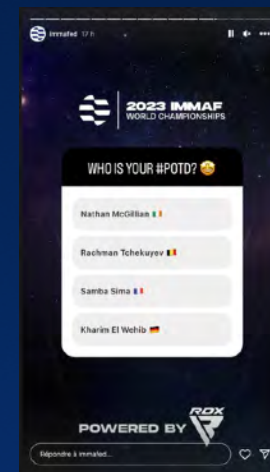 immafed 17 h
2023 IMMAF
WORLD CHAMPIONSHIPS
WHO IS YOUR #POTD? 🤩
Nathan McGillian 🇮🇪
Rachman Tchekuyev 🇧🇪
Samba Sima 🇫🇷
Kharim El Wehib 🇩🇪
POWERED BY RDX
Répondre à immafed...